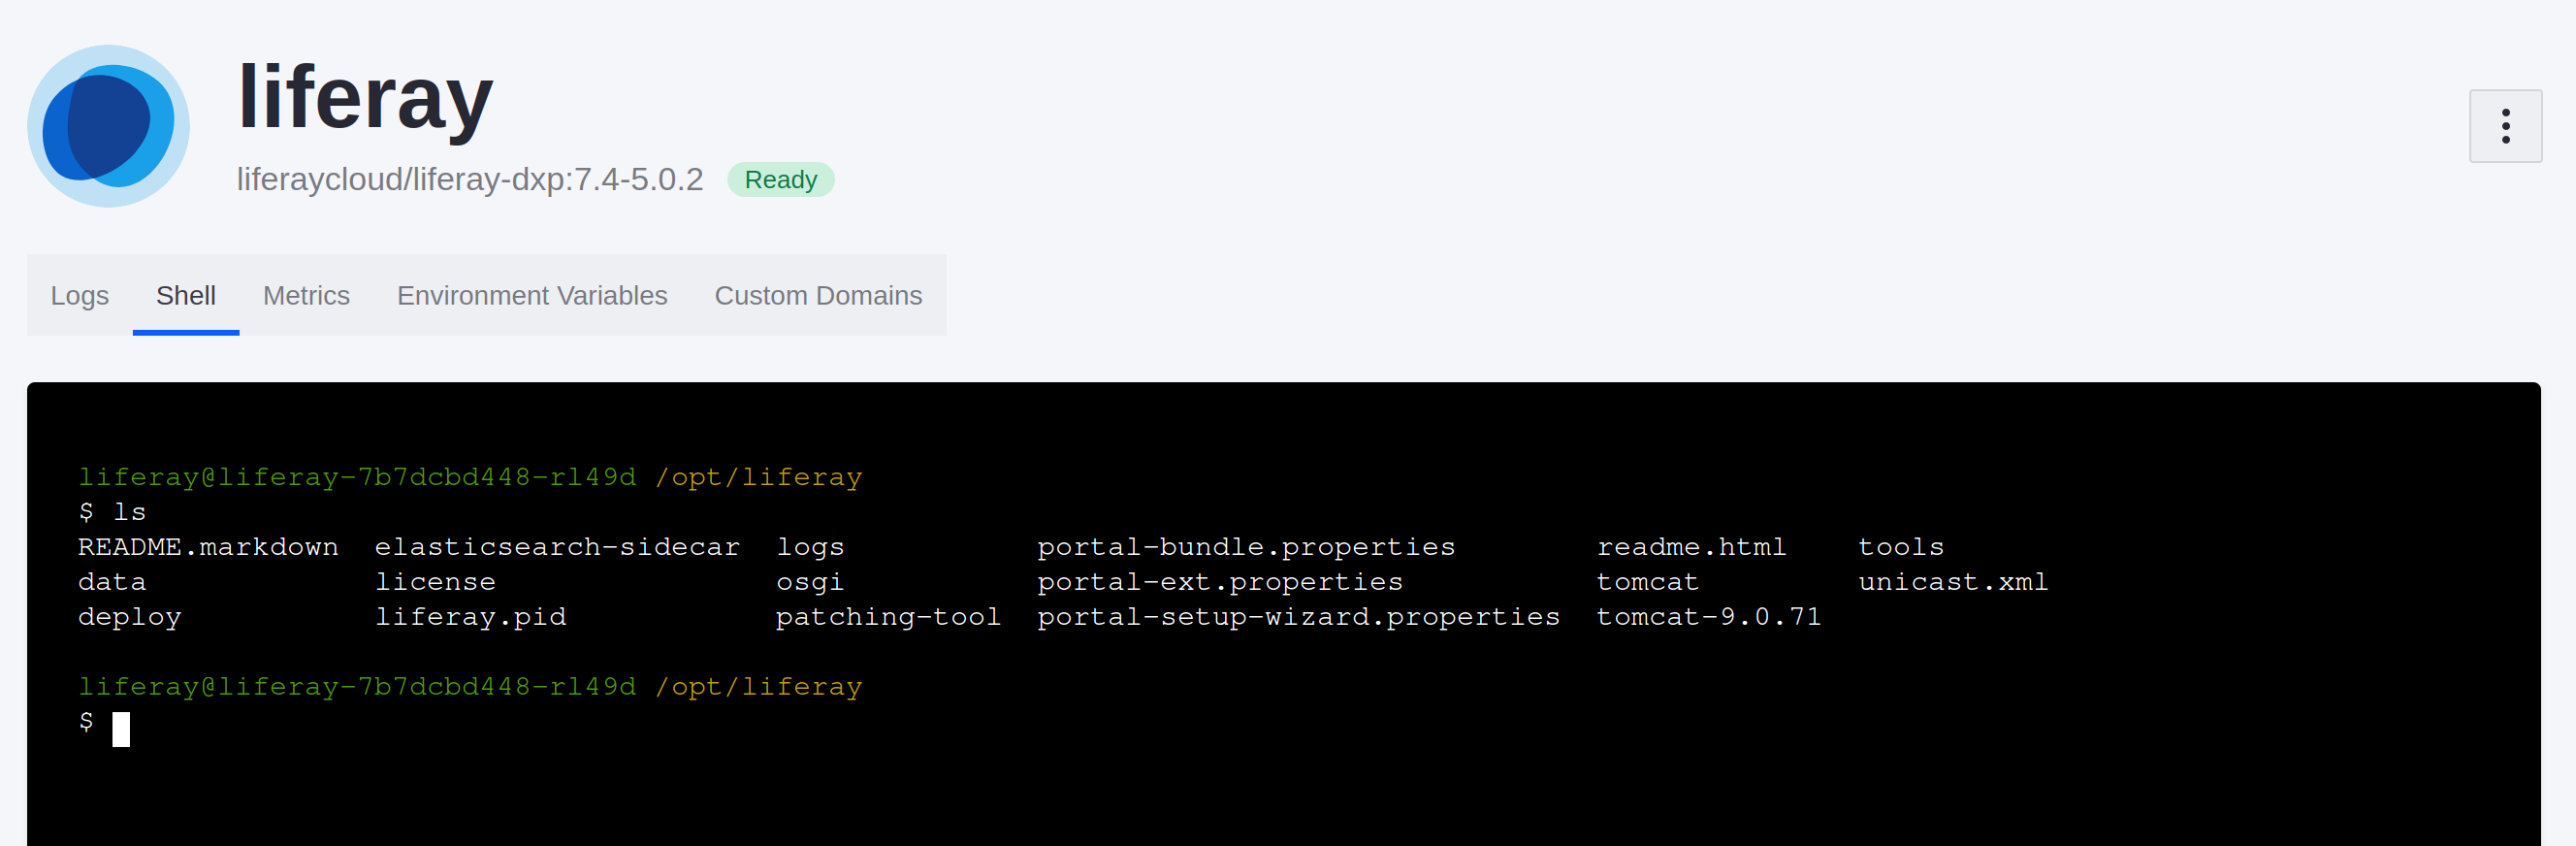 liferay
liferaycloud/liferay-dxp:7.4-5.0.2 Ready
Logs Shell Metrics Environment Variables Custom Domains
liferay@liferay-7b7dcbd448-rl49d /opt/liferay
$ ls
README.markdown elasticsearch-sidecar logs portal-bundle.properties readme.html tools
data license osgi portal-ext.properties tomcat unicast.xml
deploy liferay.pid patching-tool portal-setup-wizard.properties tomcat-9.0.71
liferay@liferay-7b7dcbd448-rl49d /opt/liferay
$